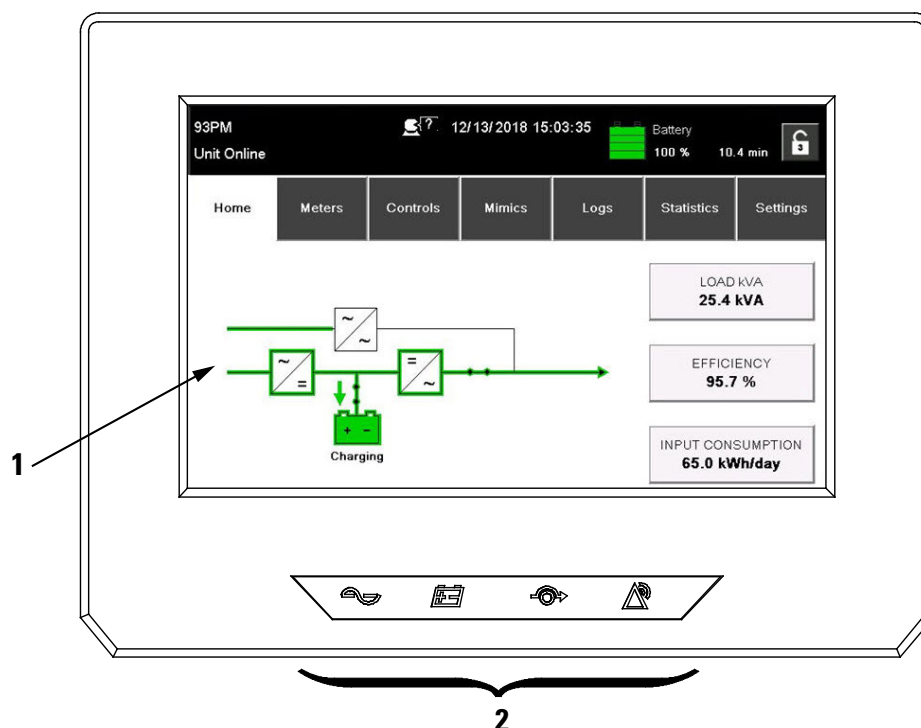 93PM
12/13/2018 15:03:35
Battery
Unit Online
100 % 10.4 min
3
Home Meters Controls Mimics Logs Statistics Settings
LOAD kVA
25.4 kVA
EFFICIENCY
95.7 %
INPUT CONSUMPTION
65.0 kWh/day
Charging
1
2